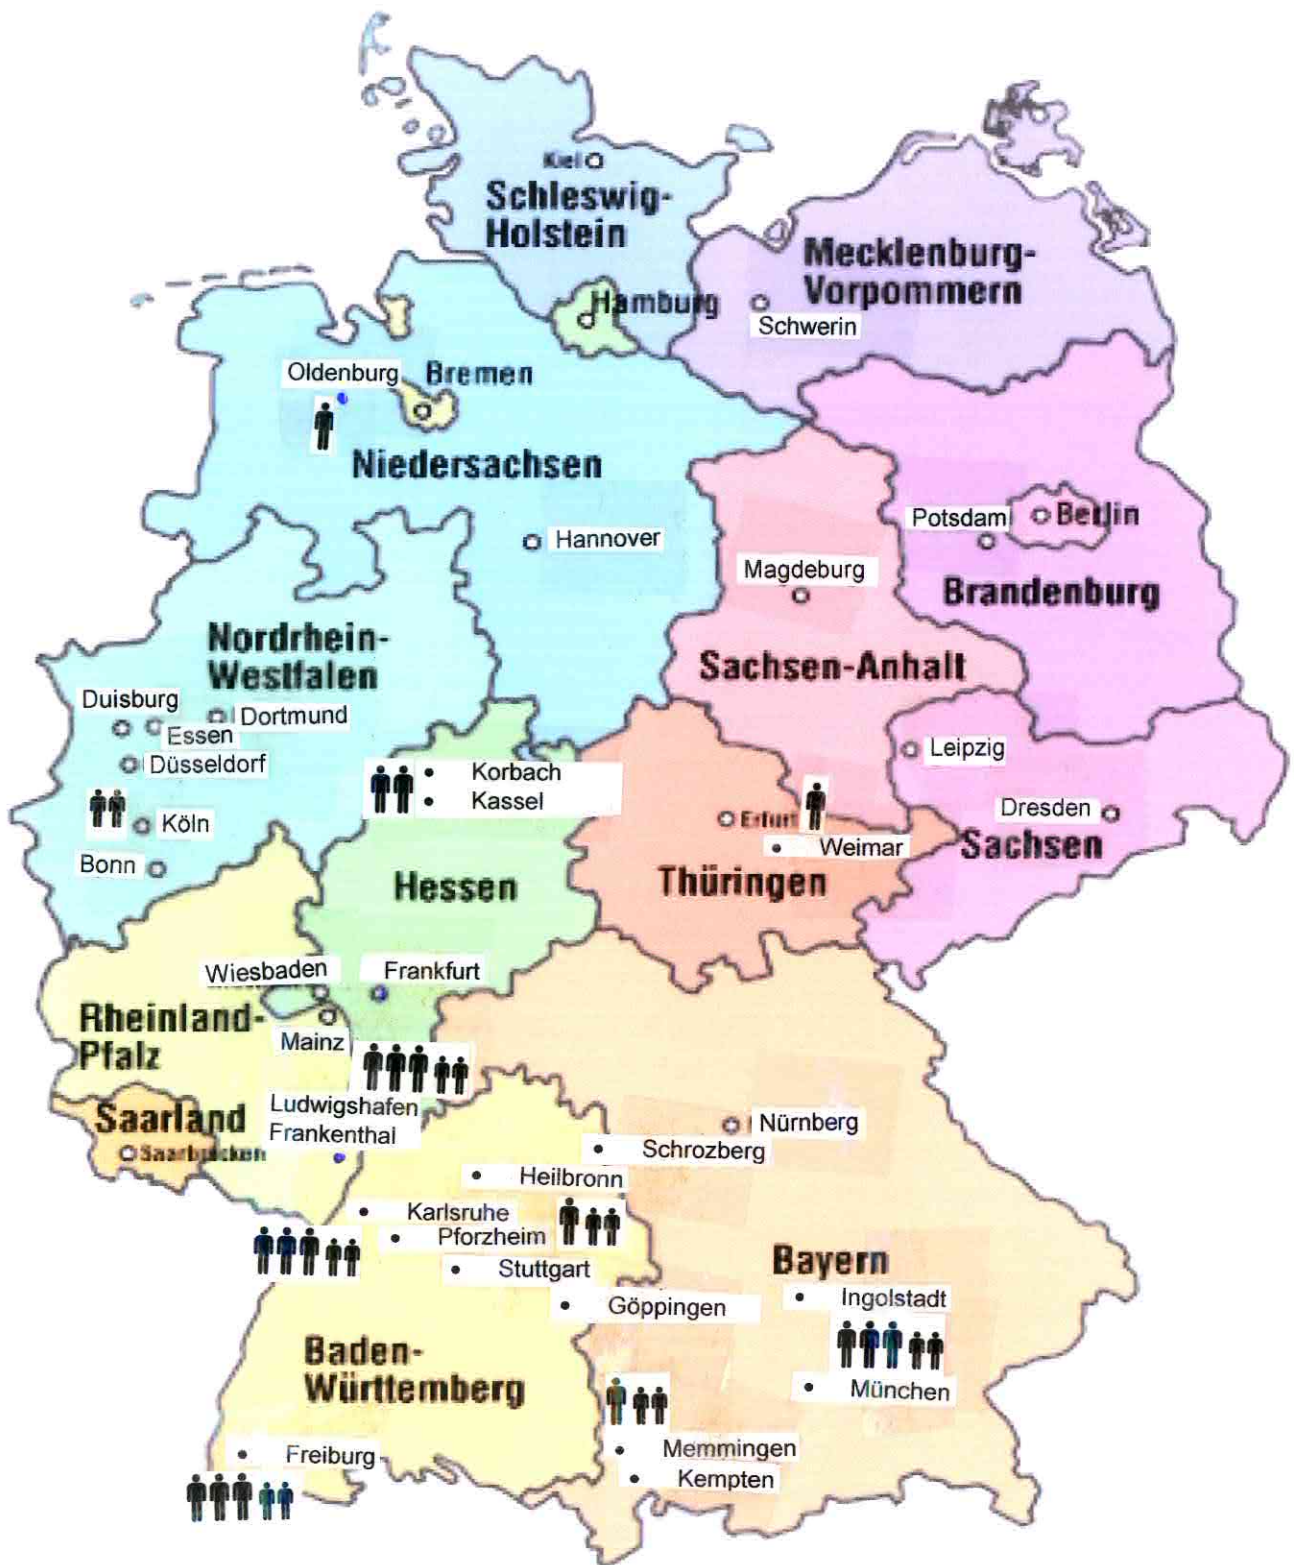 Kiel
Schleswig-
Holstein
Mecklenburg-
Vorpommern
Hamburg
Schwerin
Oldenburg
Bremen
Niedersachsen
Hannover
Potsdam
Berlin
Magdeburg
Brandenburg
Nordrhein-
Westfalen
Sachsen-Anhalt
Duisburg
Dortmund
Essen
Düsseldorf
Leipzig
Korbach
Kassel
Köln
Erfurt
Dresden
Weimar
Sachsen
Bonn
Hessen
Thüringen
Wiesbaden
Frankfurt
Rheinland-
Pfalz
Mainz
Saarland
Ludwigshafen
Frankenthal
Saarbrücken
Nürnberg
Schrozberg
Heilbronn
Karlsruhe
Pforzheim
Stuttgart
Bayern
Ingolstadt
Göppingen
Baden-
Württemberg
München
Freiburg
Memmingen
Kempten